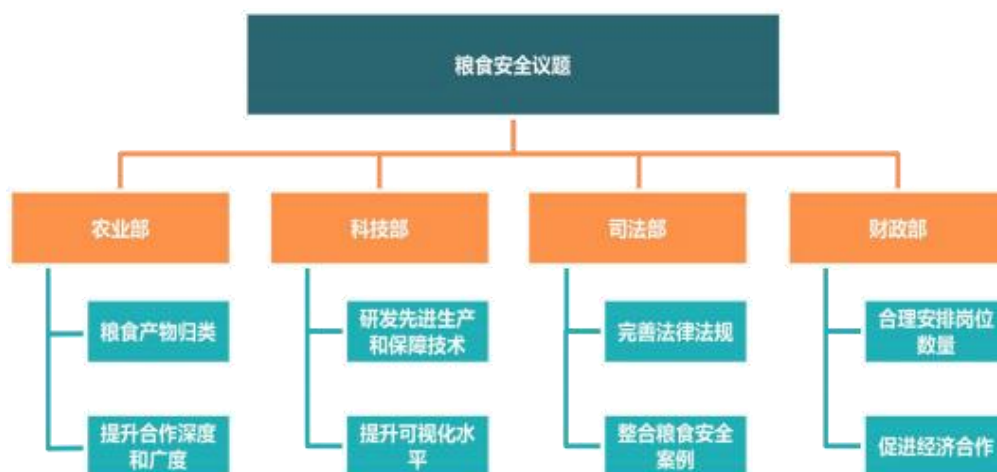 粮食安全议题
农业部
科技部
司法部
财政部
粮食产物归类
研发先进生产
和保障技术
完善法律法规
合理安排岗位
数量
提升合作深度
和广度
提升可视化水
平
整合粮食安全
案例
促进经济合作